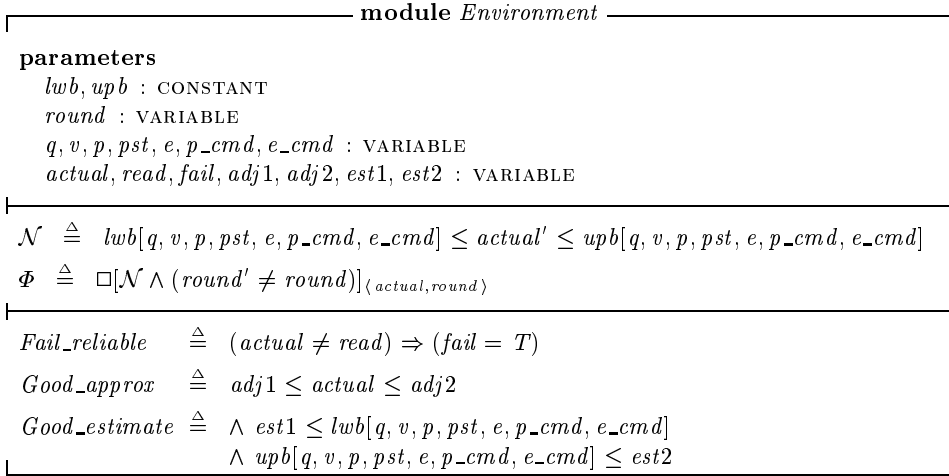 module Environment
parameters
lwb, upb : CONSTANT
round : VARIABLE
q, v, p, pst, e, p_cmd, e_cmd : VARIABLE
actual, read, fail, adj1, adj2, est1, est2 : VARIABLE
𝒩 ≜ lwb[q, v, p, pst, e, p_cmd, e_cmd] ≤ actual′ ≤ upb[q, v, p, pst, e, p_cmd, e_cmd]
Φ ≜ □[𝒩 ∧ (round′ ≠ round)]⟨actual,round⟩
Fail_reliable ≜ (actual ≠ read) ⇒ (fail = T)
Good_approx ≜ adj1 ≤ actual ≤ adj2
Good_estimate ≜ ∧ est1 ≤ lwb[q, v, p, pst, e, p_cmd, e_cmd]
∧ upb[q, v, p, pst, e, p_cmd, e_cmd] ≤ est2